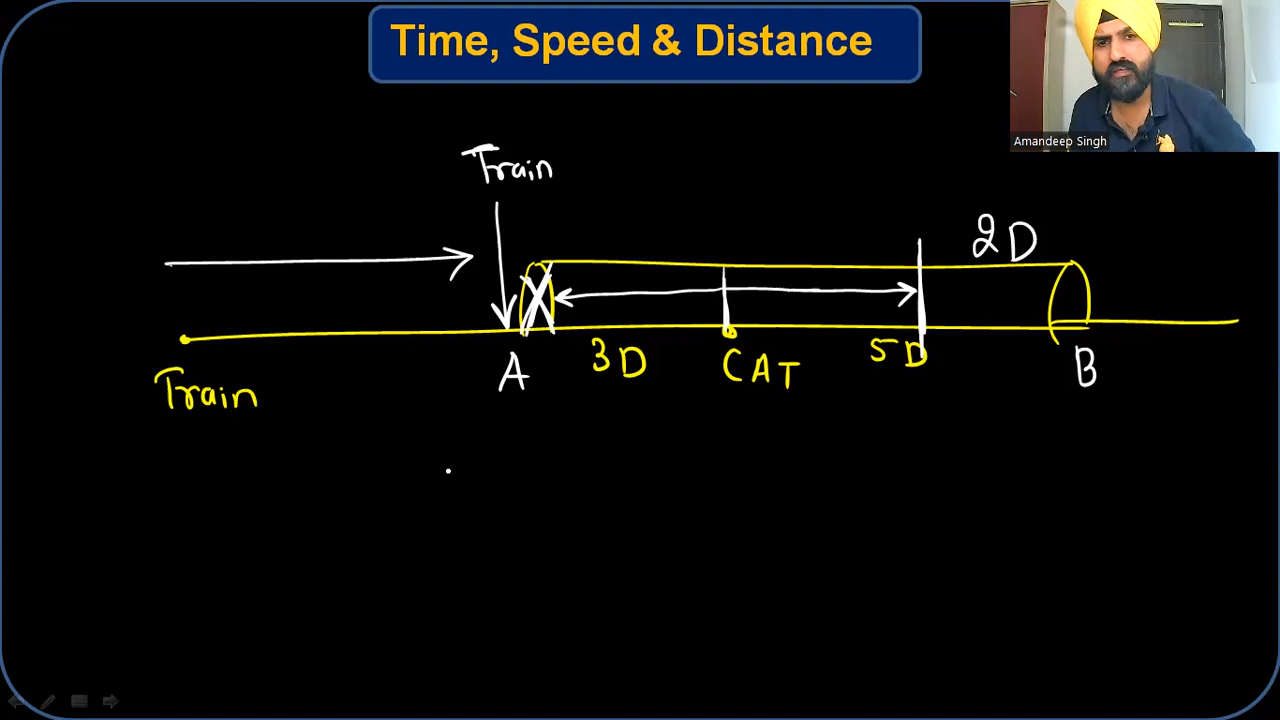 Time, Speed & Distance
Amandeep Singh
Train
2D
3D
CAT
5D
A
B
Train